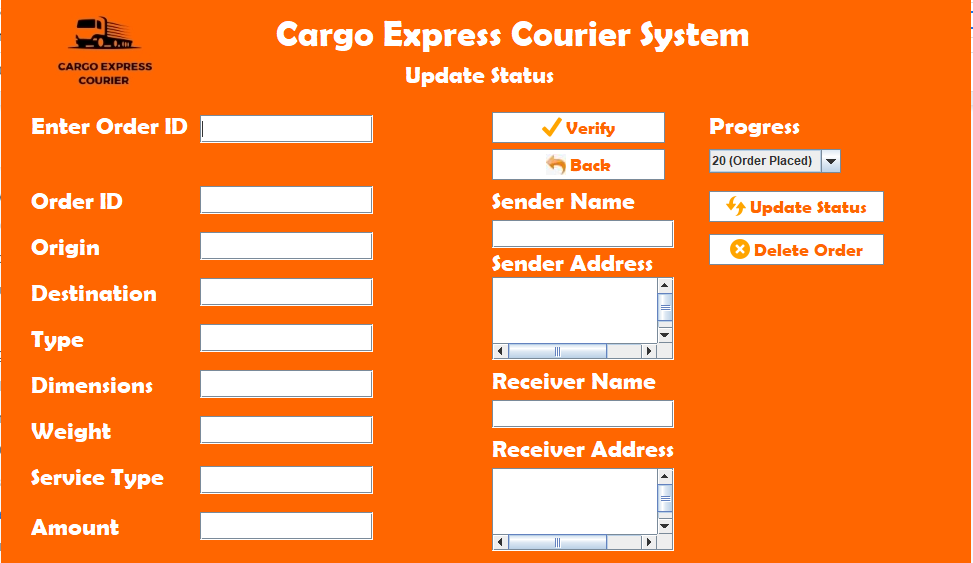 Cargo Express Courier System
CARGO EXPRESS
COURIER
Update Status
Enter Order ID
Verify
Progress
Back
20 (Order Placed)
Order ID
Sender Name
Update Status
Origin
Delete Order
Sender Address
Destination
Type
Dimensions
Receiver Name
Weight
Receiver Address
Service Type
Amount